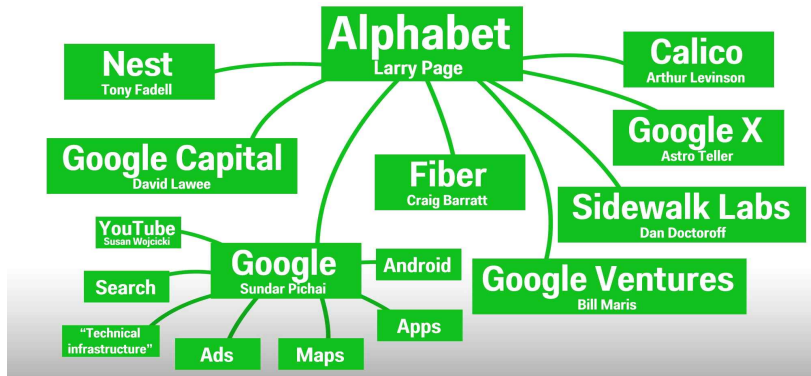 Alphabet
Larry Page
Nest
Tony Fadell
Calico
Arthur Levinson
Google Capital
David Lawee
Fiber
Craig Barratt
Google X
Astro Teller
Sidewalk Labs
Dan Doctoroff
YouTube
Susan Wojcicki
Google
Sundar Pichai
Android
Google Ventures
Bill Maris
Search
"Technical
infrastructure"
Ads
Maps
Apps